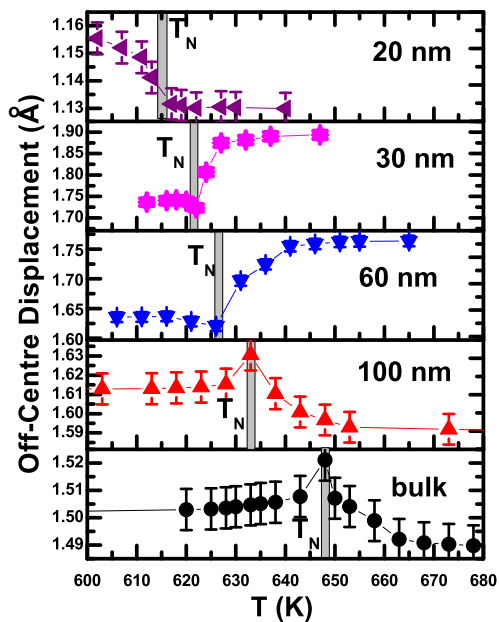 1.16
1.15
1.14
1.13
T_N
20 nm
1.90
1.85
1.80
1.75
1.70
T_N
30 nm
1.75
1.70
1.65
1.60
T_N
60 nm
1.63
1.62
1.61
1.60
1.59
T_N
100 nm
1.52
1.51
1.50
1.49
T_N
bulk
Off-Centre Displacement (Å)
600 610 620 630 640 650 660 670 680
T (K)